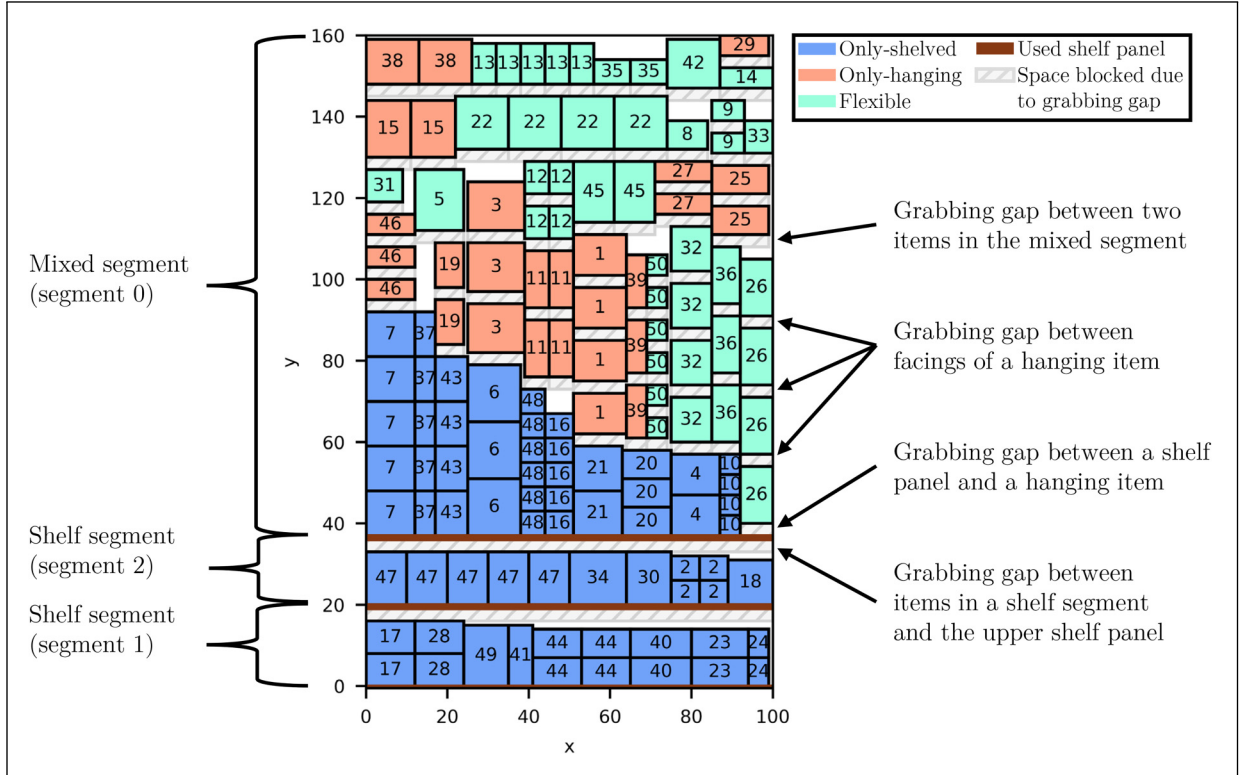 160
140
120
100
80
60
40
20
0
y
0 20 40 60 80 100
x
Mixed segment
(segment 0)
Shelf segment
(segment 2)
Shelf segment
(segment 1)
38 38 13 13 13 13 13 35 35 42 29
14
15 15 22 22 22 22 8 9 33
9
31 5 3 12 12 45 45 27 25
46 12 12 27 25
46 19 3 11 11 1 39 50 32 36 26
46 1 50 32
19 3 11 11 1 39 50 32 36 26
50
1 39 50 32 36 26
50
7 37
7 37 43 6 48
7 37 43 48 16
7 37 43 6 48 16 21 20 4 10
48 16 20 10 26
7 37 43 6 48 16 21 4 10
48 16 20 10
47 47 47 47 47 34 30 2 2 18
2 2
17 28 49 41 44 44 40 23 24
17 28 44 44 40 23 24
Only-shelved
Only-hanging
Flexible
Used shelf panel
Space blocked due
to grabbing gap
Grabbing gap between two
items in the mixed segment
Grabbing gap between
facings of a hanging item
Grabbing gap between a shelf
panel and a hanging item
Grabbing gap between
items in a shelf segment
and the upper shelf panel